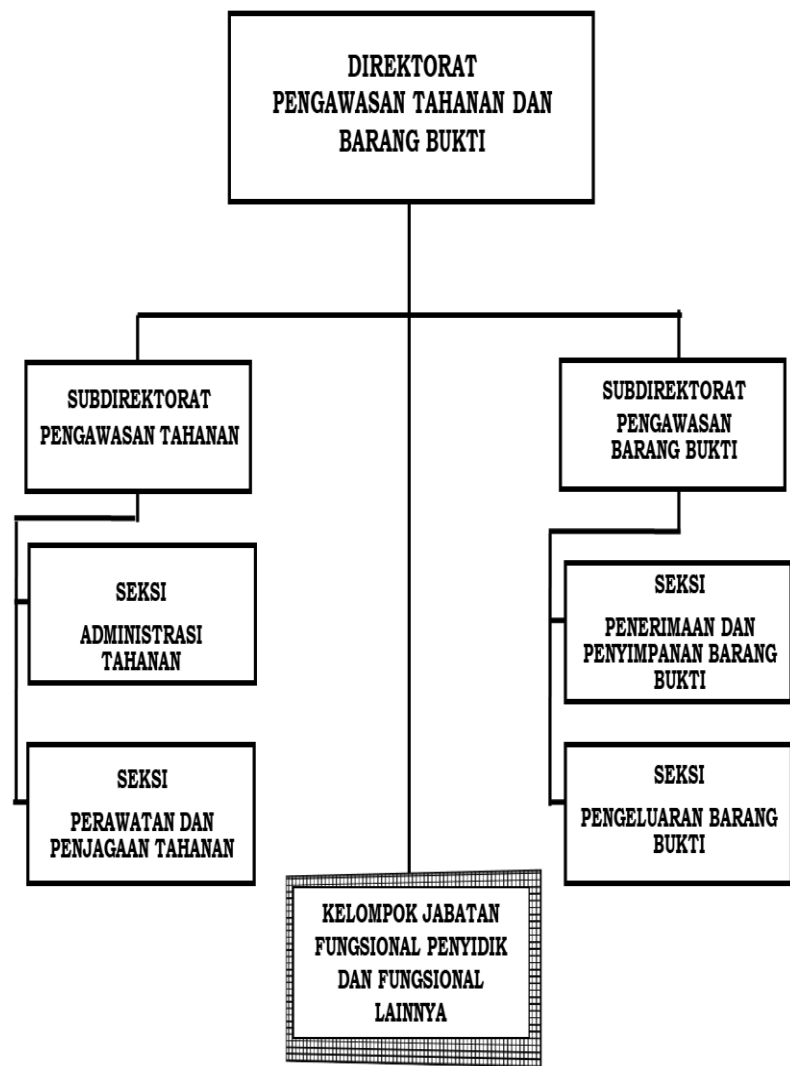 DIREKTORAT
PENGAWASAN TAHANAN DAN
BARANG BUKTI
SUBDIREKTORAT
PENGAWASAN TAHANAN
SUBDIREKTORAT
PENGAWASAN
BARANG BUKTI
SEKSI
ADMINISTRASI
TAHANAN
SEKSI
PENERIMAAN DAN
PENYIMPANAN BARANG
BUKTI
SEKSI
PERAWATAN DAN
PENJAGAAN TAHANAN
SEKSI
PENGELUARAN BARANG
BUKTI
KELOMPOK JABATAN
FUNGSIONAL PENYIDIK
DAN FUNGSIONAL
LAINNYA